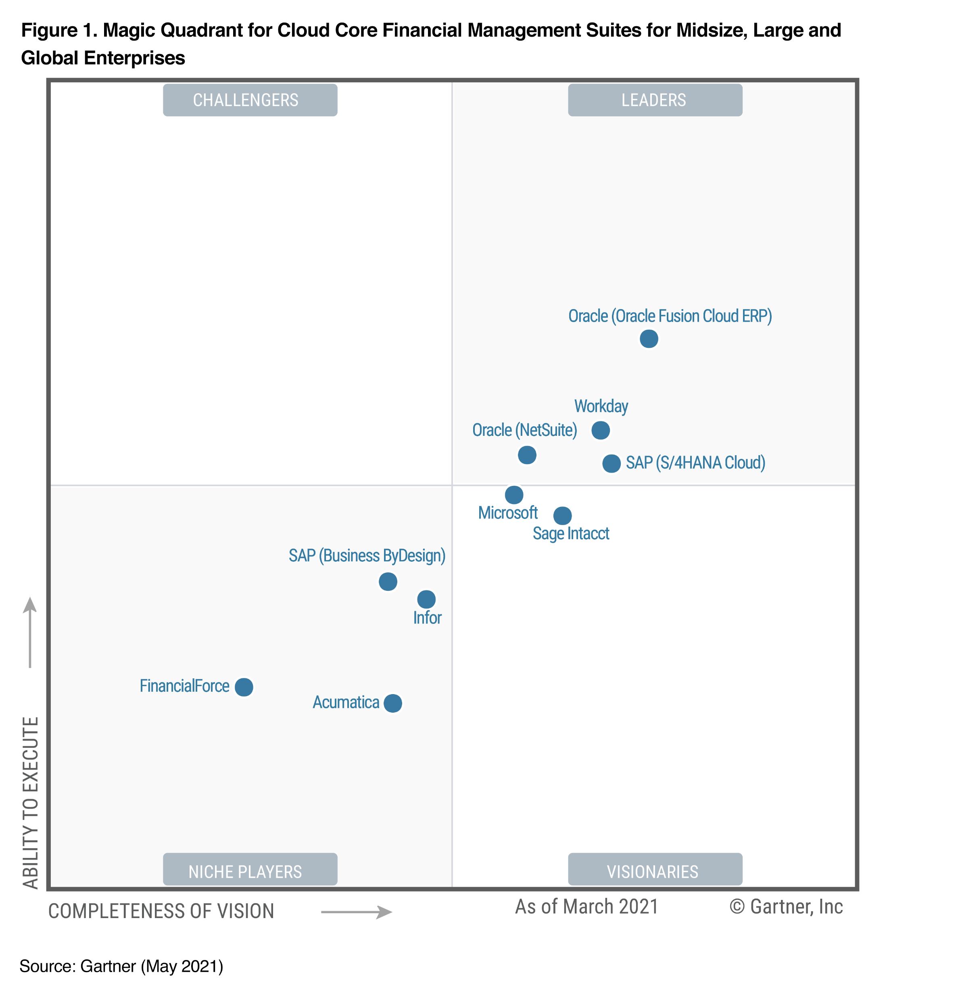 Figure 1. Magic Quadrant for Cloud Core Financial Management Suites for Midsize, Large and
Global Enterprises
CHALLENGERS
LEADERS
Oracle (Oracle Fusion Cloud ERP)
Workday
Oracle (NetSuite)
SAP (S/4HANA Cloud)
Microsoft
Sage Intacct
SAP (Business ByDesign)
Infor
FinancialForce
Acumatica
ABILITY TO EXECUTE
NICHE PLAYERS
VISIONARIES
COMPLETENESS OF VISION
As of March 2021
© Gartner, Inc
Source: Gartner (May 2021)